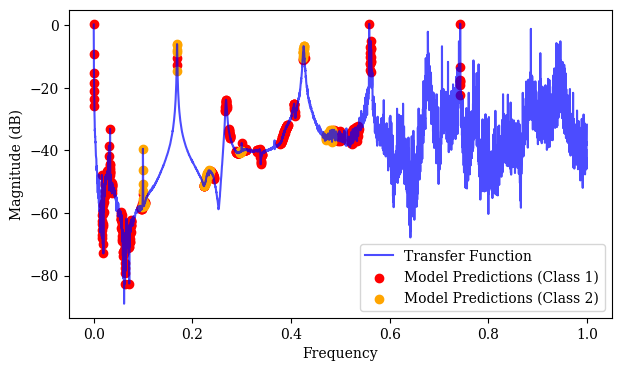 0
−20
−40
−60
−80
Magnitude (dB)
0.0 0.2 0.4 0.6 0.8 1.0
Frequency
Transfer Function
Model Predictions (Class 1)
Model Predictions (Class 2)